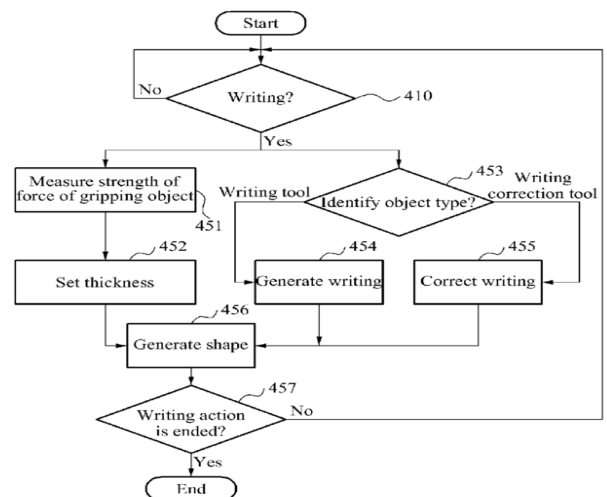 Start
No
Writing?
410
Yes
Measure strength of
force of gripping object
451
453
Writing tool
Identify object type?
Writing
correction tool
452
Set thickness
454
Generate writing
455
Correct writing
456
Generate shape
457
Writing action
is ended?
No
Yes
End